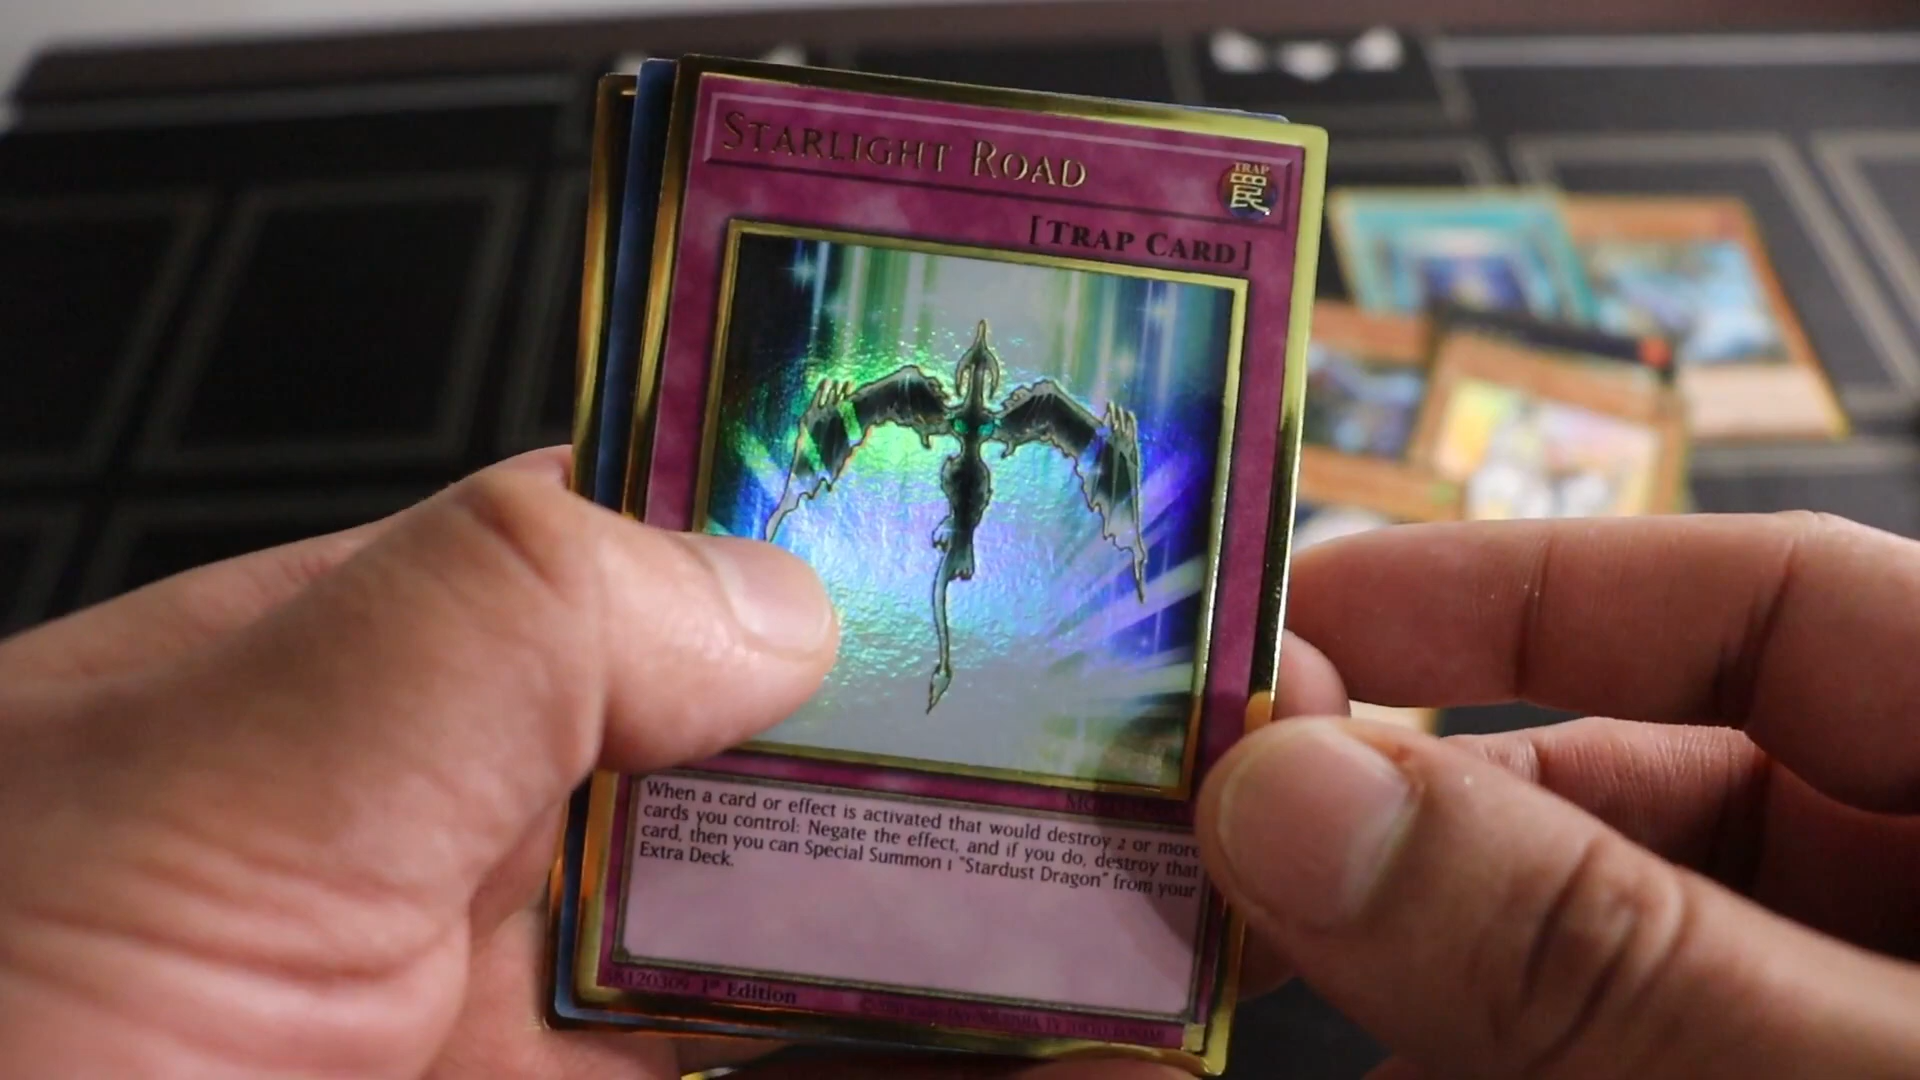 STARLIGHT ROAD
TRAP
罠
[TRAP CARD]
When a card or effect is activated that would destroy 2 or more
cards you control: Negate the effect, and if you do, destroy that
card, then you can Special Summon 1 "Stardust Dragon" from your
Extra Deck.
1st Edition